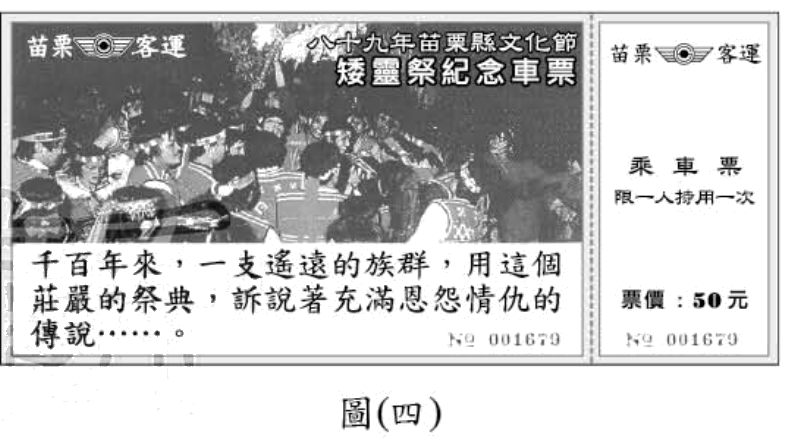 苗栗 客運
八十九年苗栗縣文化節
矮靈祭紀念車票
千百年來，一支遙遠的族群，用這個
莊嚴的祭典，訴說著充滿恩怨情仇的
傳說……。
№ 001679
苗栗 客運
乘車票
限一人持用一次
票價：50元
№ 001679
圖(四)